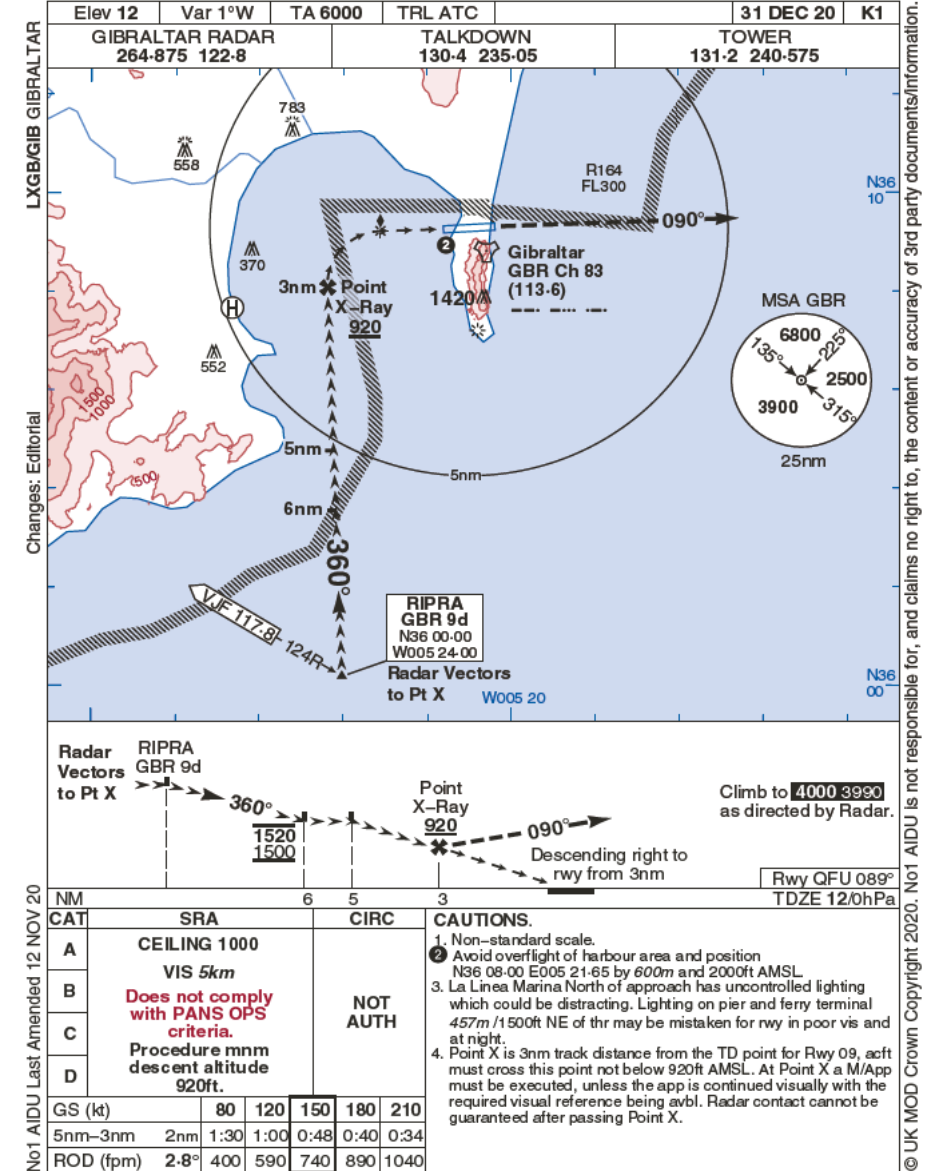 Elev 12 Var 1°W TA 6000 TRL ATC 31 DEC 20 K1
GIBRALTAR RADAR
264·875 122·8
TALKDOWN
130·4 235·05
TOWER
131·2 240·575
LXGB/GIB GIBRALTAR
Changes: Editorial
No1 AIDU Last Amended 12 NOV 20
783
558
R164
FL300
N36
10
090°
2
Gibraltar
GBR Ch 83
(113·6)
370
3nm
Point
X–Ray
920
1420
H
552
MSA GBR
6800
135°
225°
2500
3900
315°
25nm
1500
1000
500
5nm
5nm
6nm
360°
VJF 117·8
124R
RIPRA
GBR 9d
N36 00·00
W005 24·00
Radar Vectors
to Pt X
W005 20
N36
00
Radar
Vectors
to Pt X
RIPRA
GBR 9d
360°
1520
1500
Point
X–Ray
920
090°
Climb to 4000 3990
as directed by Radar.
Descending right to
rwy from 3nm
Rwy QFU 089°
NM 6 5 3 TDZE 12/0hPa
CAT SRA CIRC
A
B
C
D
CEILING 1000
VIS 5km
Does not comply
with PANS OPS
criteria.
Procedure mnm
descent altitude
920ft.
NOT
AUTH
GS (kt) 80 120 150 180 210
5nm–3nm 2nm 1:30 1:00 0:48 0:40 0:34
ROD (fpm) 2·8° 400 590 740 890 1040
CAUTIONS.
1. Non–standard scale.
2 Avoid overflight of harbour area and position
N36 08·00 E005 21·65 by 600m and 2000ft AMSL.
3. La Linea Marina North of approach has uncontrolled lighting
which could be distracting. Lighting on pier and ferry terminal
457m /1500ft NE of thr may be mistaken for rwy in poor vis and
at night.
4. Point X is 3nm track distance from the TD point for Rwy 09, acft
must cross this point not below 920ft AMSL. At Point X a M/App
must be executed, unless the app is continued visually with the
required visual reference being avbl. Radar contact cannot be
guaranteed after passing Point X.
© UK MOD Crown Copyright 2020. No1 AIDU is not responsible for, and claims no right to, the content or accuracy of 3rd party documents/information.